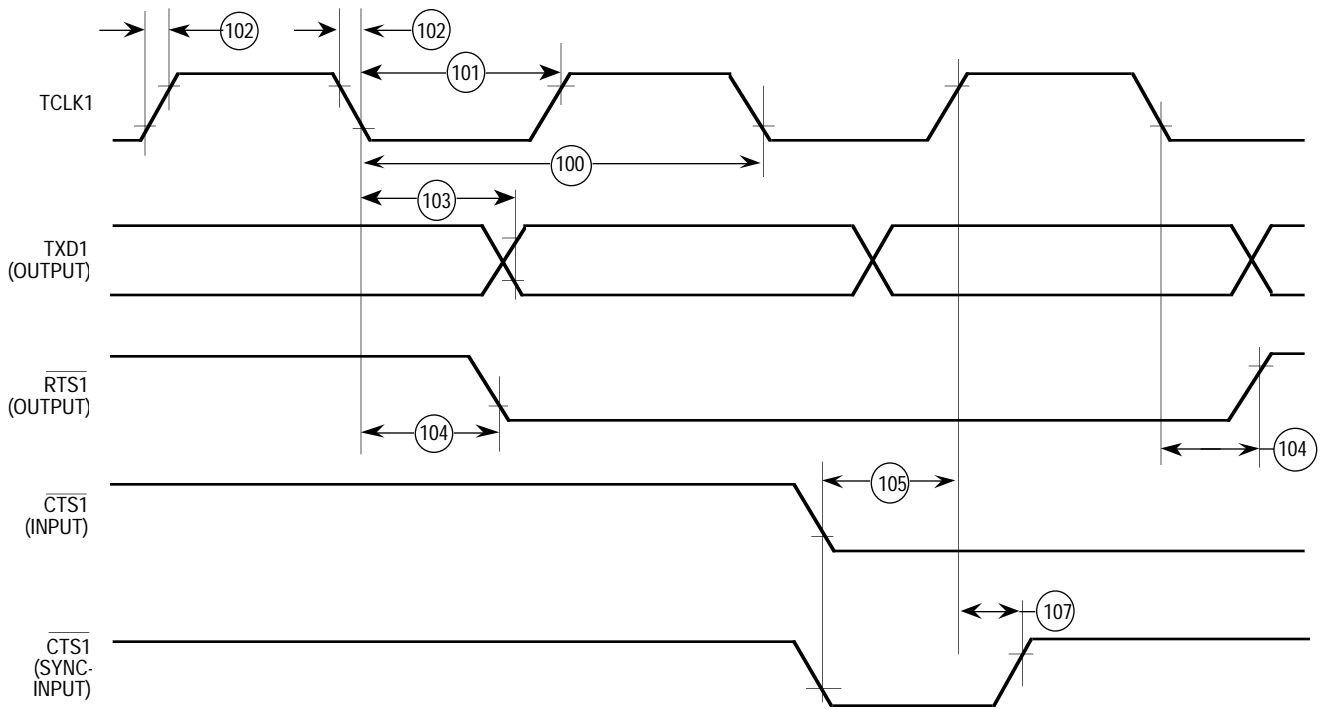 102
102
101
TCLK1
100
103
TXD1
(OUTPUT)
RTS1
(OUTPUT)
104
104
CTS1
(INPUT)
105
107
CTS1
(SYNC-
INPUT)